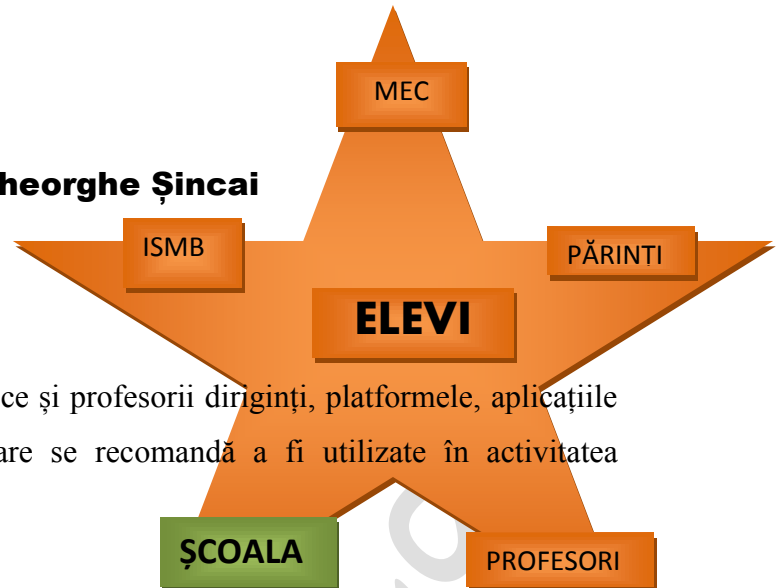 MEC
heorghe Șincai
ISMB
PĂRINȚI
ELEVI
ce și profesorii diriginți, platformele, aplicațiile
are se recomandă a fi utilizate în activitatea
ȘCOALA
PROFESORI